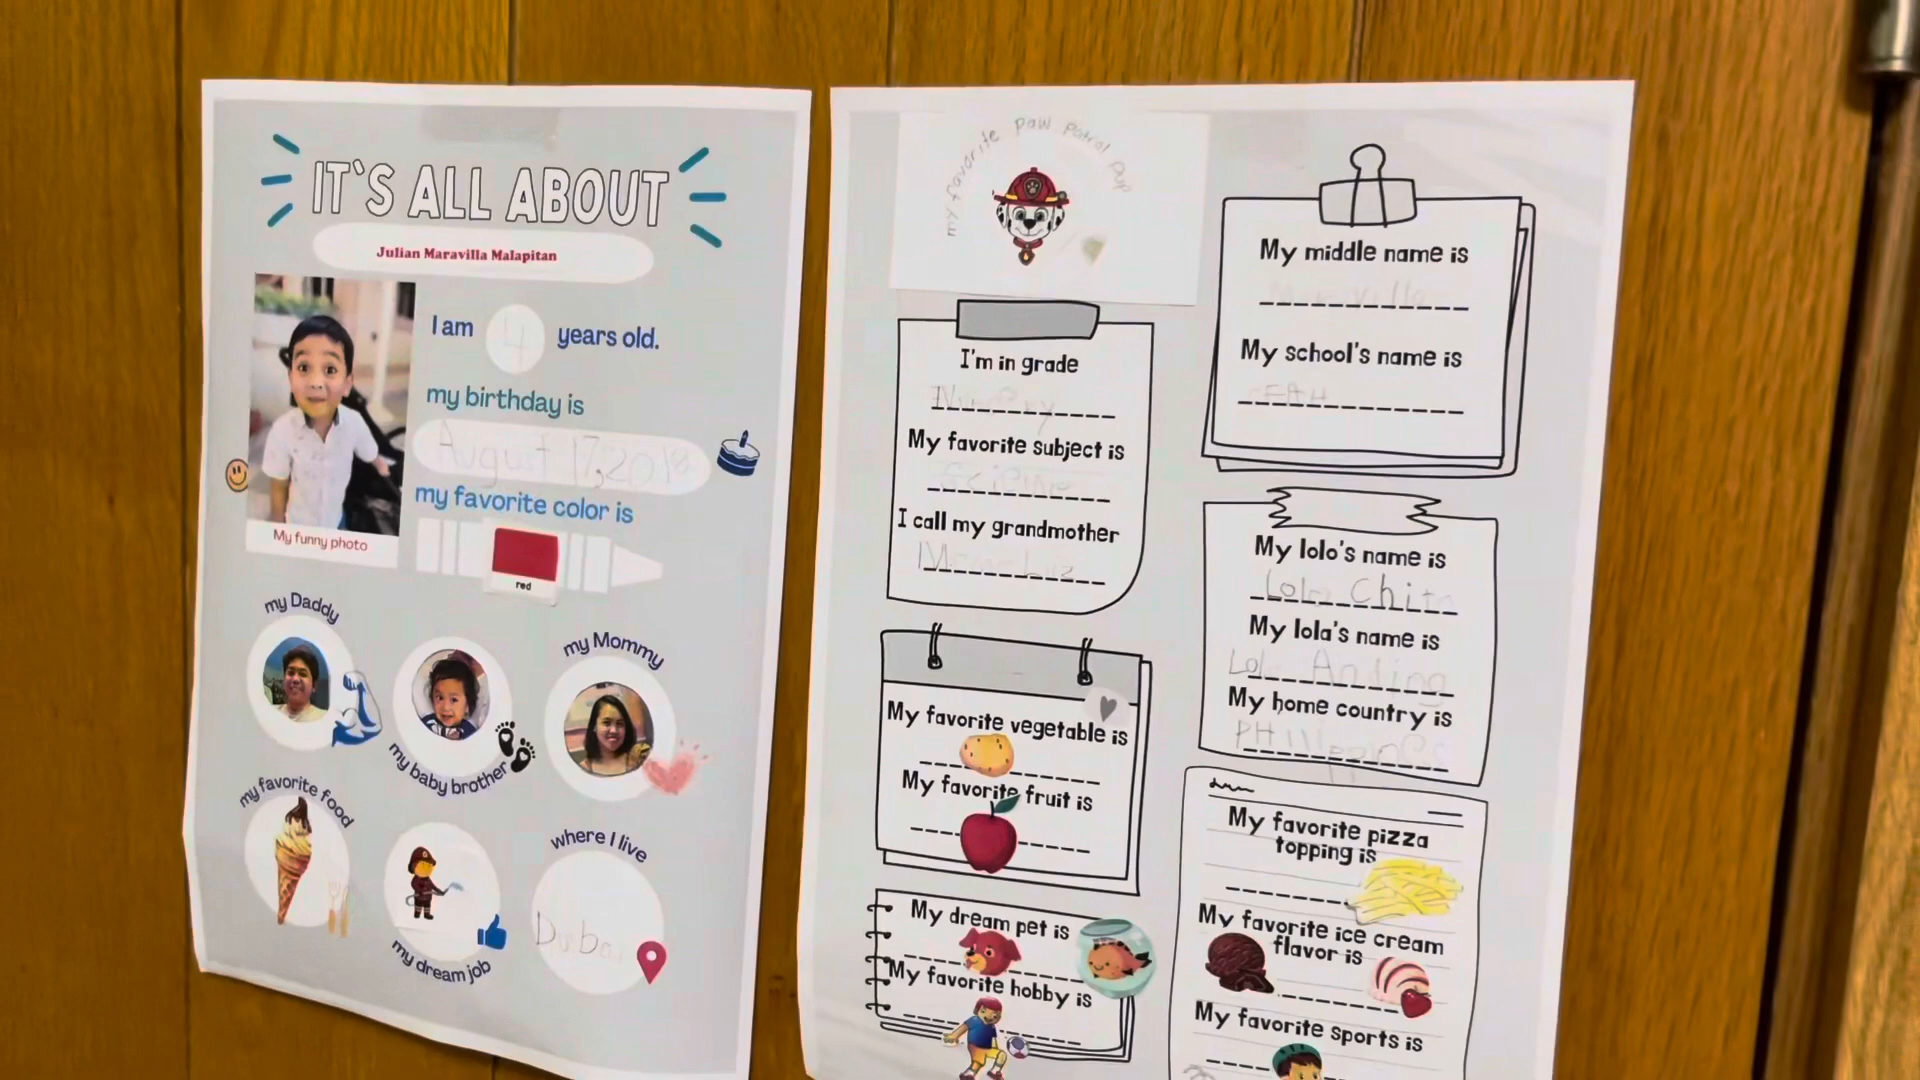 IT'S ALL ABOUT
Julian Maravilla Malapitan
I am 4 years old.
my birthday is
August 17, 2018
my favorite color is
red
My funny photo
my Daddy
my baby brother
my Mommy
my favorite food
my dream job
where I live
Dubai
my favorite paw patrol pup
I'm in grade
My favorite subject is
I call my grandmother
My favorite vegetable is
My favorite fruit is
My dream pet is
My favorite hobby is
My middle name is
Maravilla
My school's name is
My lolo's name is
Lolo Chito
My lola's name is
Lola Anding
My home country is
PHilippines
My favorite pizza
topping is
My favorite ice cream
flavor is
My favorite sports is